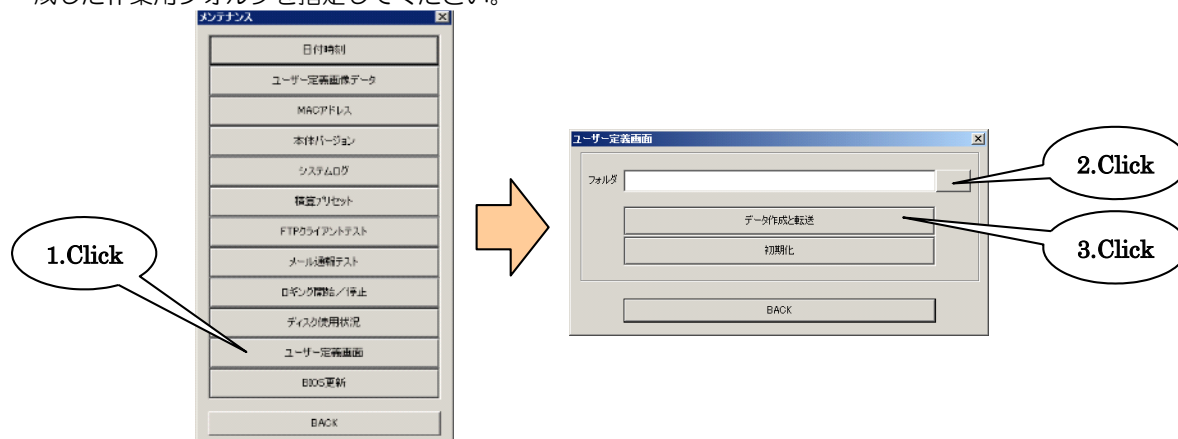 成した作業用フォルダを指定してください。
メンテナンス
日付時刻
ユーザー定義画像データ
MACアドレス
本体バージョン
システムログ
積算プリセット
FTPクライアントテスト
メール通報テスト
ロギング開始／停止
ディスク使用状況
ユーザー定義画面
BIOS更新
BACK
1.Click
ユーザー定義画面
フォルダ
データ作成と転送
初期化
BACK
2.Click
3.Click